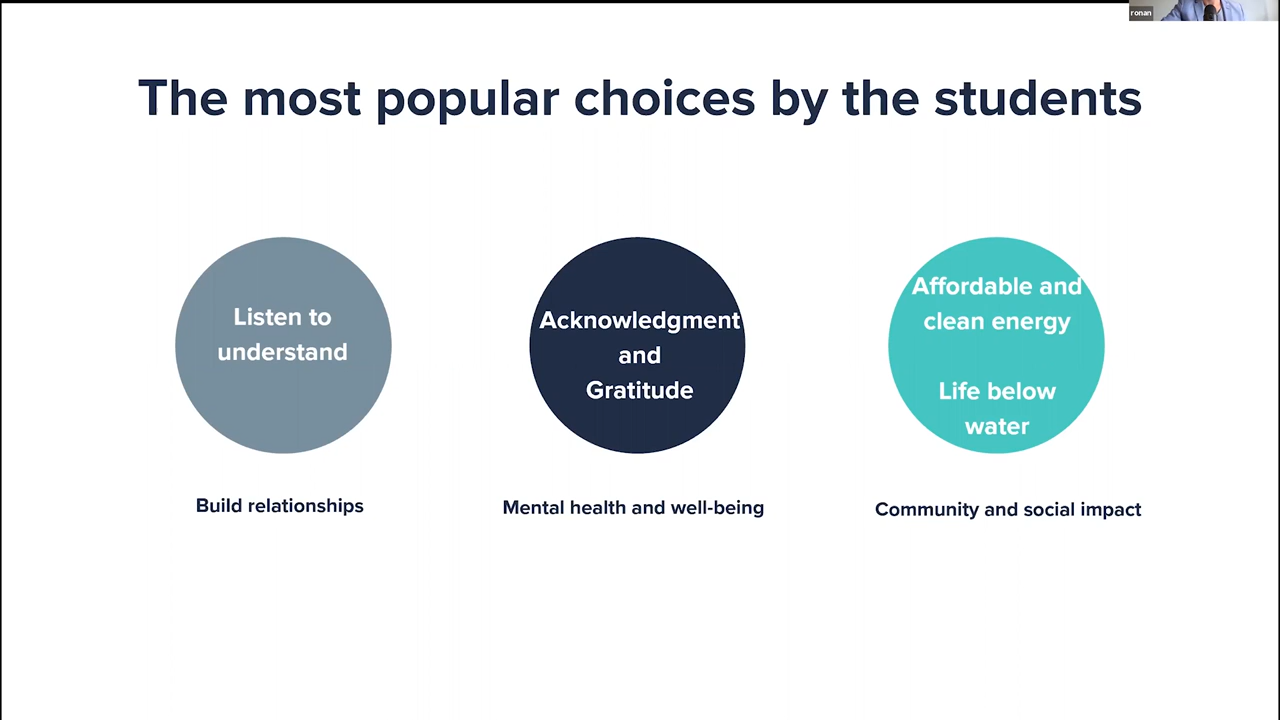 ronan
The most popular choices by the students
Listen to
understand
Acknowledgment
and
Gratitude
Affordable and
clean energy
Life below
water
Build relationships
Mental health and well-being
Community and social impact